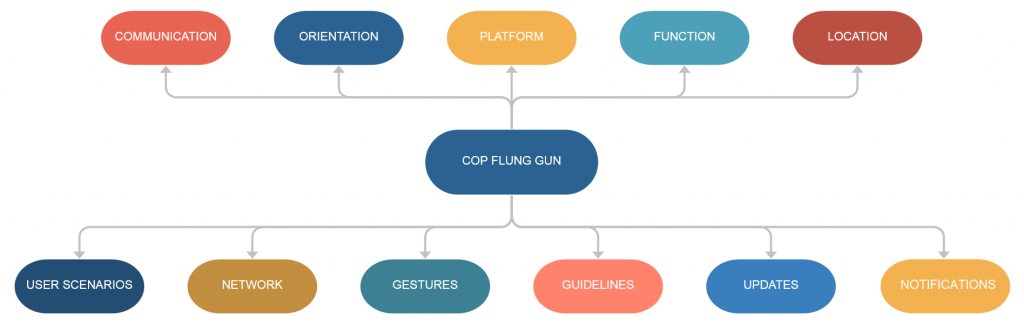 COMMUNICATION
ORIENTATION
PLATFORM
FUNCTION
LOCATION
COP FLUNG GUN
USER SCENARIOS
NETWORK
GESTURES
GUIDELINES
UPDATES
NOTIFICATIONS